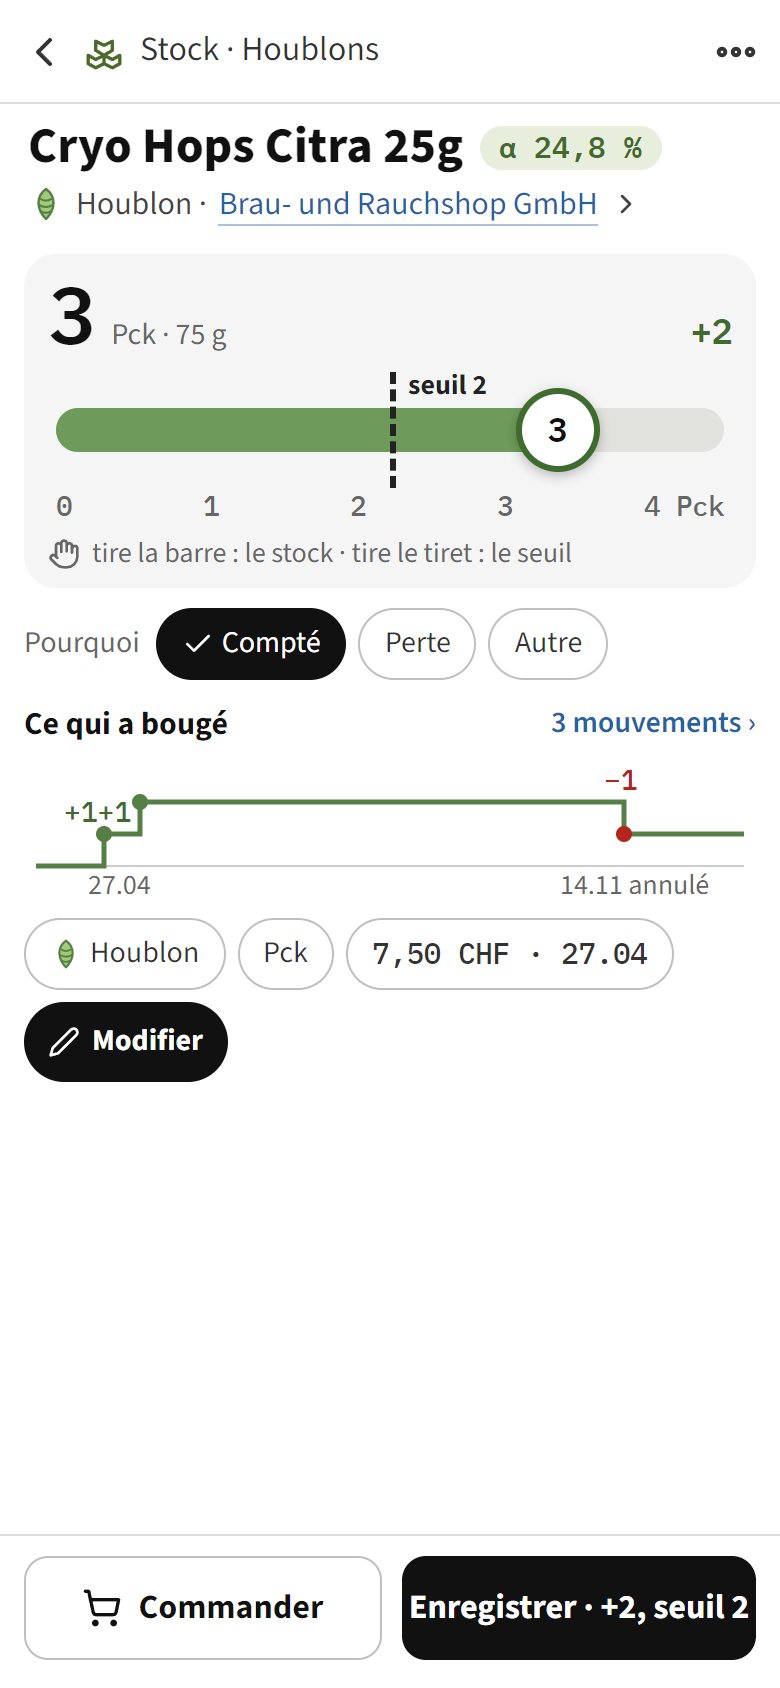 Stock · Houblons
Cryo Hops Citra 25g α 24,8 %
Houblon · Brau- und Rauchshop GmbH
3 Pck · 75 g +2
seuil 2
3
0 1 2 3 4 Pck
tire la barre : le stock · tire le tiret : le seuil
Pourquoi Compté Perte Autre
Ce qui a bougé 3 mouvements ›
−1
+1+1
27.04 14.11 annulé
Houblon Pck 7,50 CHF · 27.04
Modifier
Commander Enregistrer · +2, seuil 2